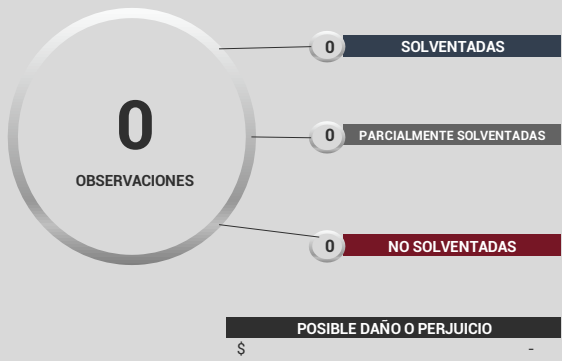 0
OBSERVACIONES
0 SOLVENTADAS
0 PARCIALMENTE SOLVENTADAS
0 NO SOLVENTADAS
POSIBLE DAÑO O PERJUICIO
$ -